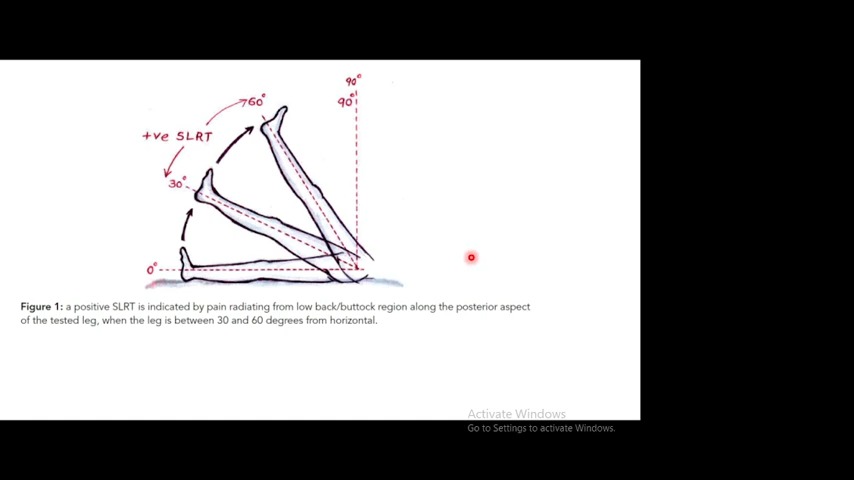 90°
90°
60°
+ve SLRT
30°
0°
Figure 1: a positive SLRT is indicated by pain radiating from low back/buttock region along the posterior aspect
of the tested leg, when the leg is between 30 and 60 degrees from horizontal.
Activate Windows
Go to Settings to activate Windows.